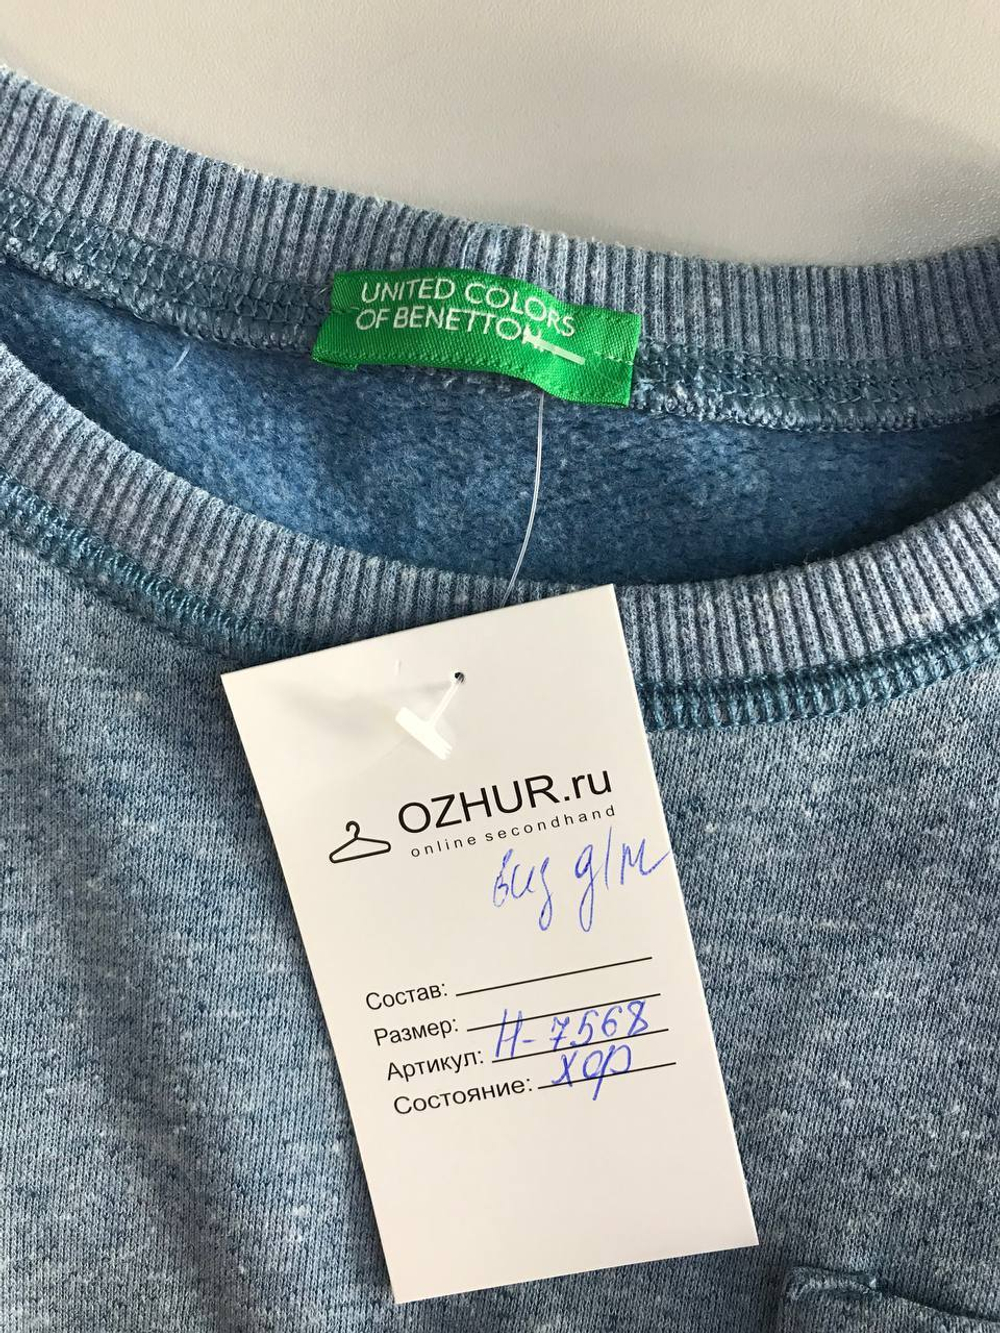 UNITED COLORS
OF BENETTON.
OZHUR.ru
online secondhand
д/м
Состав:
Размер:
Артикул: Н-7568
Состояние: хор